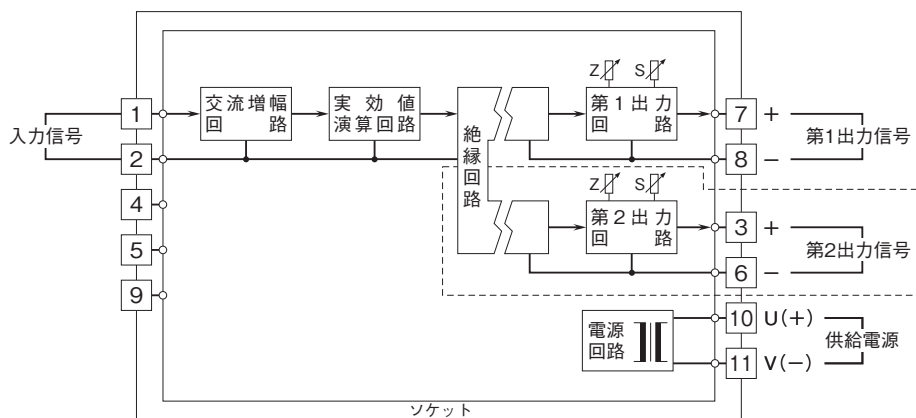 Z S
1 交流増幅回路 実効値演算回路 第1出力回路 7 +
入力信号 絶縁回路 第1出力信号
2 8 −
Z S
4 第2出力回路 3 +
5 第2出力信号
6 −
9
電源回路 10 U(+)
供給電源
11 V(−)
ソケット